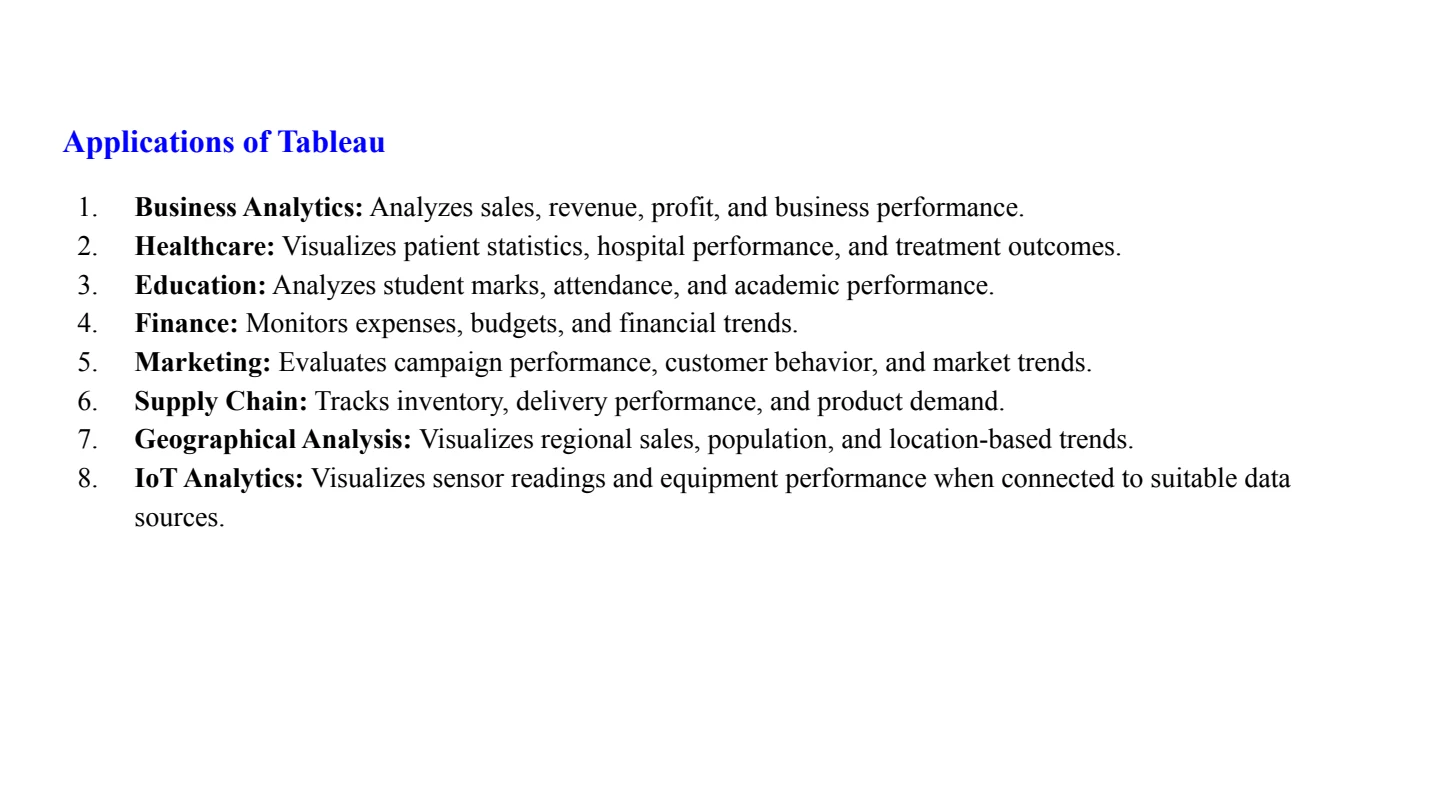 Applications of Tableau
1. Business Analytics: Analyzes sales, revenue, profit, and business performance.
2. Healthcare: Visualizes patient statistics, hospital performance, and treatment outcomes.
3. Education: Analyzes student marks, attendance, and academic performance.
4. Finance: Monitors expenses, budgets, and financial trends.
5. Marketing: Evaluates campaign performance, customer behavior, and market trends.
6. Supply Chain: Tracks inventory, delivery performance, and product demand.
7. Geographical Analysis: Visualizes regional sales, population, and location-based trends.
8. IoT Analytics: Visualizes sensor readings and equipment performance when connected to suitable data
sources.